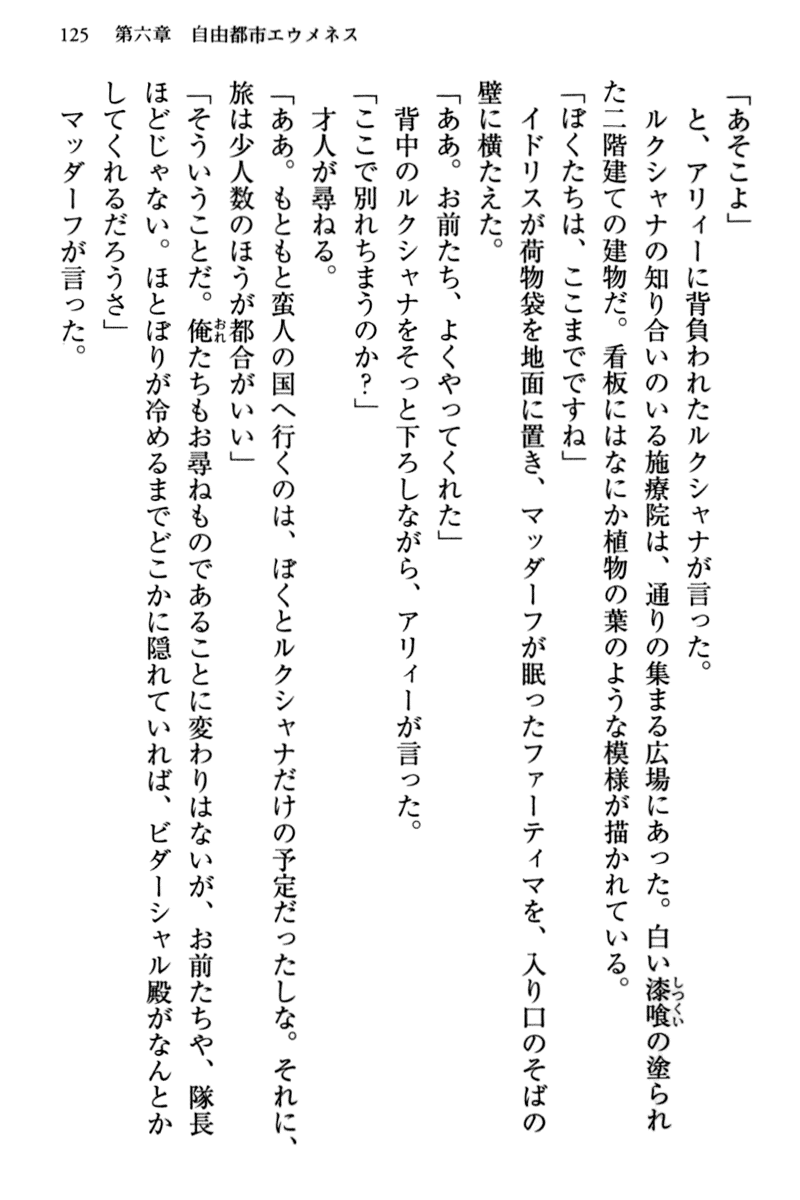 125　第六章　自由都市エウメネス
「あそこよ」
　と、アリィーに背負われたルクシャナが言った。
　ルクシャナの知り合いのいる施療院は、通りの集まる広場にあった。白い漆喰の塗られ
た二階建ての建物だ。看板にはなにか植物の葉のような模様が描かれている。
「ぼくたちは、ここまでですね」
　イドリスが荷物袋を地面に置き、マッダーフが眠ったファーティマを、入り口のそばの
壁に横たえた。
「ああ。お前たち、よくやってくれた」
　背中のルクシャナをそっと下ろしながら、アリィーが言った。
「ここで別れちまうのか？」
　才人が尋ねる。
「ああ。もともと蛮人の国へ行くのは、ぼくとルクシャナだけの予定だったしな。それに、
旅は少人数のほうが都合がいい」
「そういうことだ。俺たちもお尋ねものであることに変わりはないが、お前たちや、隊長
ほどじゃない。ほとぼりが冷めるまでどこかに隠れていれば、ビダーシャル殿がなんとか
してくれるだろうさ」
　マッダーフが言った。